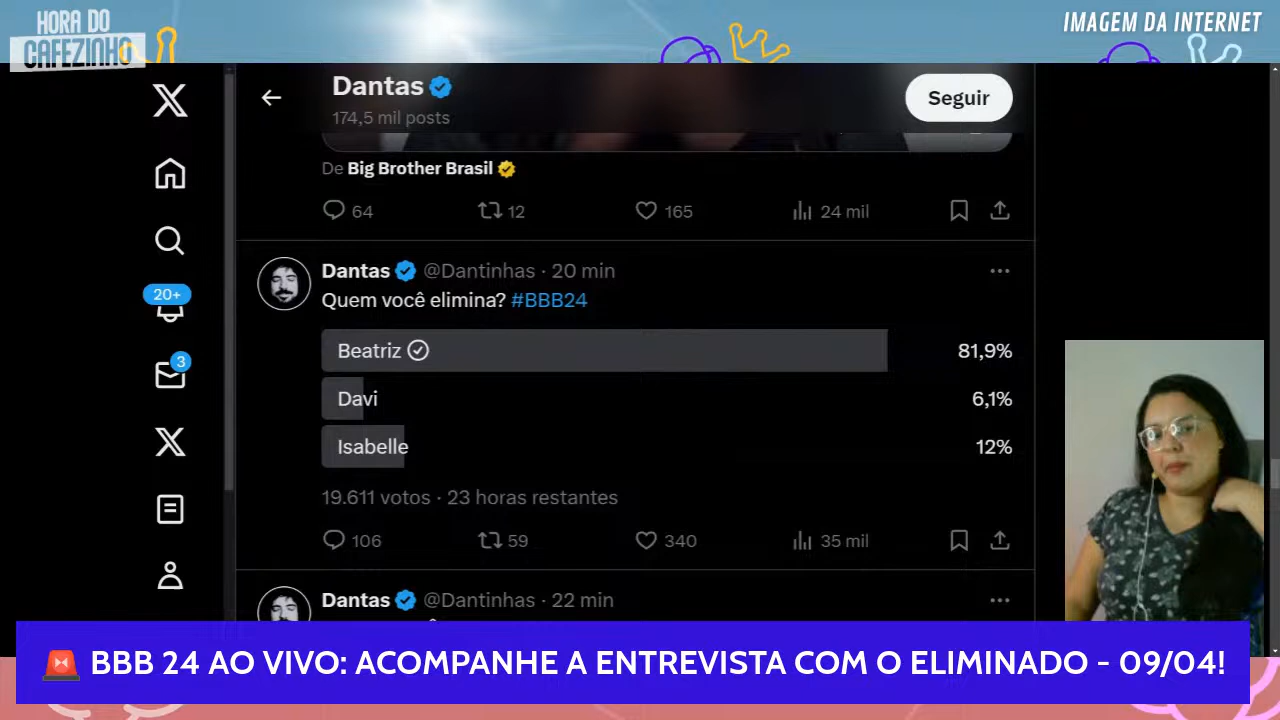 HORA DO
CAFEZINHO
IMAGEM DA INTERNET
Dantas
174,5 mil posts
Seguir
De Big Brother Brasil
64
12
165
24 mil
20+
3
Dantas @Dantinhas · 20 min
Quem você elimina? #BBB24
Beatriz
81,9%
Davi
6,1%
Isabelle
12%
19.611 votos · 23 horas restantes
106
59
340
35 mil
Dantas @Dantinhas · 22 min
🚨 BBB 24 AO VIVO: ACOMPANHE A ENTREVISTA COM O ELIMINADO - 09/04!